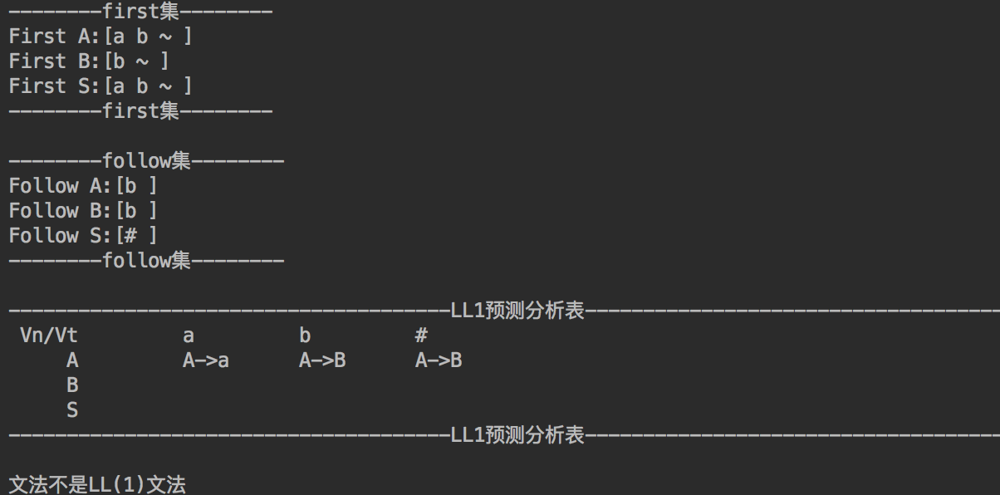 --------first集--------
First A:[a b ~ ]
First B:[b ~ ]
First S:[a b ~ ]
--------first集--------
--------follow集--------
Follow A:[b ]
Follow B:[b ]
Follow S:[# ]
--------follow集--------
--------------------------------------LL1预测分析表------------------------------------
Vn/Vt a b #
A A->a A->B A->B
B
S
--------------------------------------LL1预测分析表------------------------------------
文法不是LL(1)文法